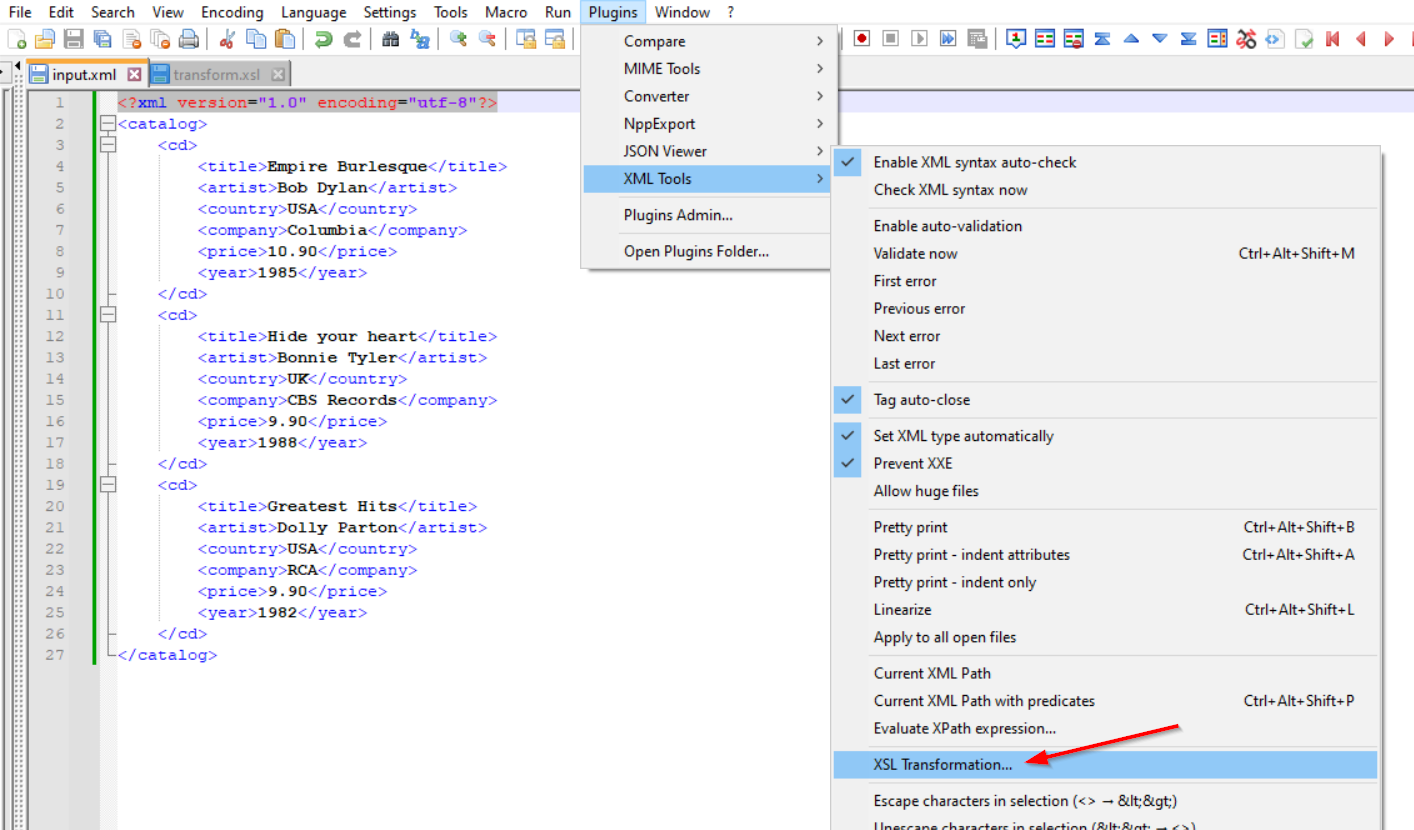 File Edit Search View Encoding Language Settings Tools Macro Run Plugins Window ?
input.xml transform.xsl
1 <?xml version="1.0" encoding="utf-8"?>
2 <catalog>
3 <cd>
4 <title>Empire Burlesque</title>
5 <artist>Bob Dylan</artist>
6 <country>USA</country>
7 <company>Columbia</company>
8 <price>10.90</price>
9 <year>1985</year>
10 </cd>
11 <cd>
12 <title>Hide your heart</title>
13 <artist>Bonnie Tyler</artist>
14 <country>UK</country>
15 <company>CBS Records</company>
16 <price>9.90</price>
17 <year>1988</year>
18 </cd>
19 <cd>
20 <title>Greatest Hits</title>
21 <artist>Dolly Parton</artist>
22 <country>USA</country>
23 <company>RCA</company>
24 <price>9.90</price>
25 <year>1982</year>
26 </cd>
27 </catalog>
Compare
MIME Tools
Converter
NppExport
JSON Viewer
XML Tools
Plugins Admin...
Open Plugins Folder...
Enable XML syntax auto-check
Check XML syntax now
Enable auto-validation
Validate now Ctrl+Alt+Shift+M
First error
Previous error
Next error
Last error
Tag auto-close
Set XML type automatically
Prevent XXE
Allow huge files
Pretty print Ctrl+Alt+Shift+B
Pretty print - indent attributes Ctrl+Alt+Shift+A
Pretty print - indent only
Linearize Ctrl+Alt+Shift+L
Apply to all open files
Current XML Path
Current XML Path with predicates Ctrl+Alt+Shift+P
Evaluate XPath expression...
XSL Transformation...
Escape characters in selection (<> → &lt;&gt;)
Unescape characters in selection (&lt;&gt; → <>)